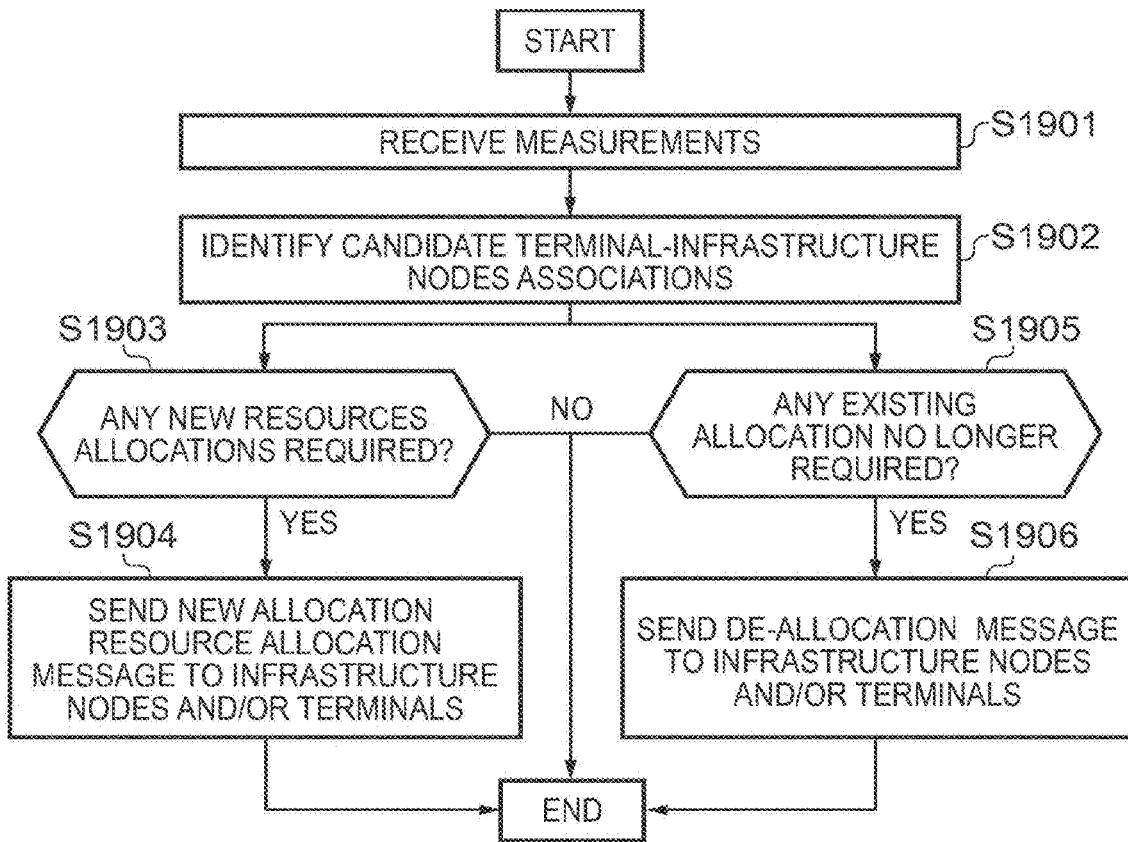 START
RECEIVE MEASUREMENTS
S1901
IDENTIFY CANDIDATE TERMINAL-INFRASTRUCTURE
NODES ASSOCIATIONS
S1902
S1903
ANY NEW RESOURCES
ALLOCATIONS REQUIRED?
NO
S1905
ANY EXISTING
ALLOCATION NO LONGER
REQUIRED?
YES
S1904
SEND NEW ALLOCATION
RESOURCE ALLOCATION
MESSAGE TO INFRASTRUCTURE
NODES AND/OR TERMINALS
YES
S1906
SEND DE-ALLOCATION MESSAGE
TO INFRASTRUCTURE NODES
AND/OR TERMINALS
END